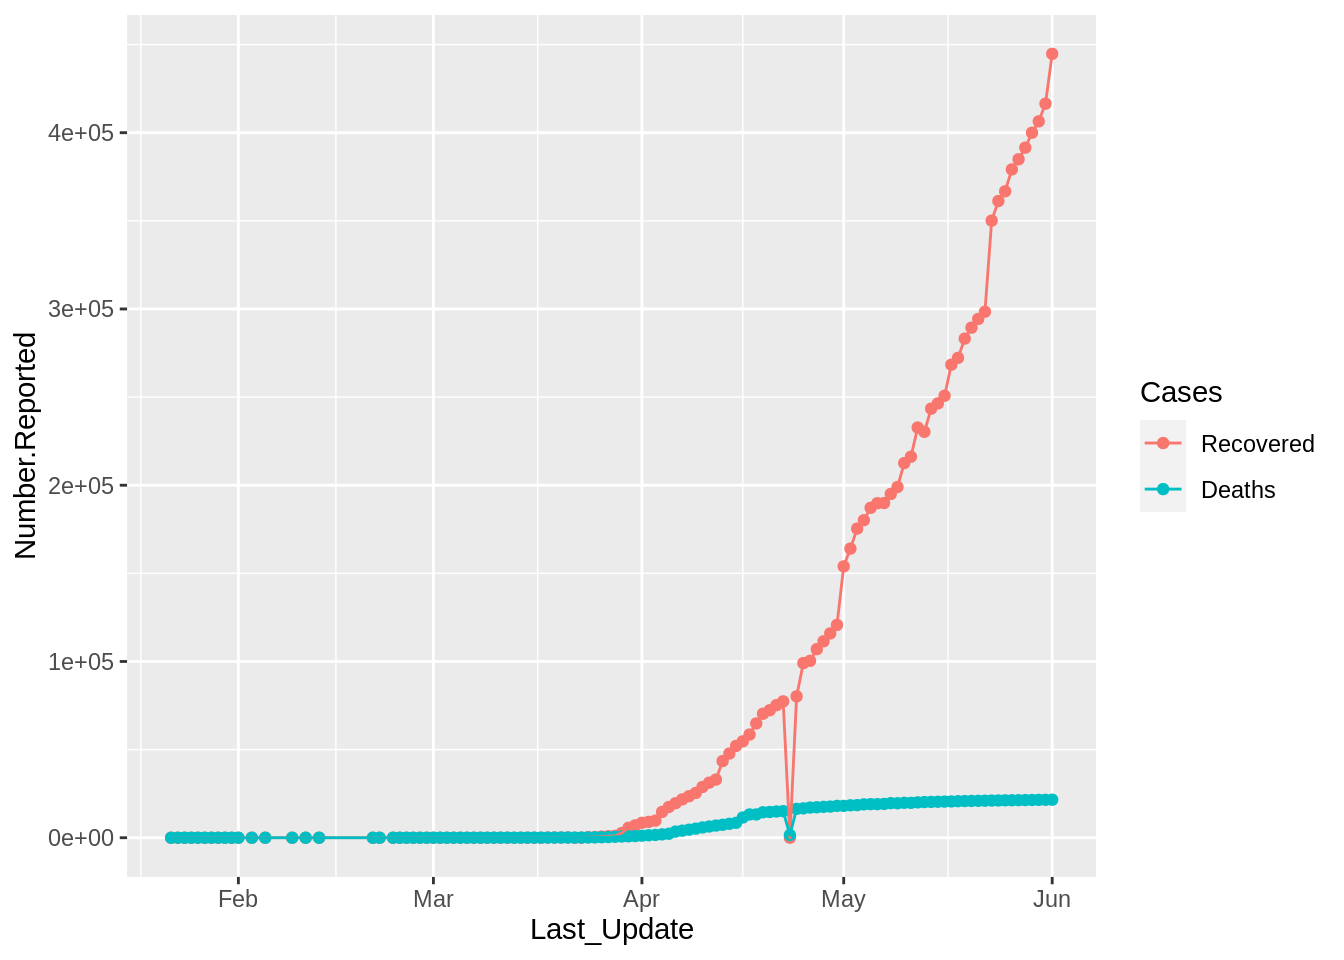 4e+05
3e+05
2e+05
1e+05
0e+00
Number.Reported
Feb Mar Apr May Jun
Last_Update
Cases
Recovered
Deaths